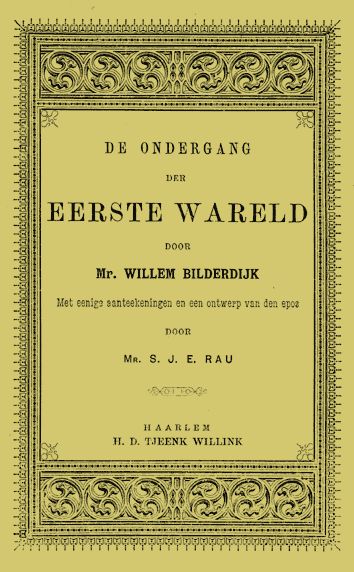 DE ONDERGANG
DER
EERSTE WARELD
DOOR
Mr. WILLEM BILDERDIJK
Met eenige aanteekeningen en een ontwerp van den epos
DOOR
MR. S. J. E. RAU
HAARLEM
H. D. TJEENK WILLINK